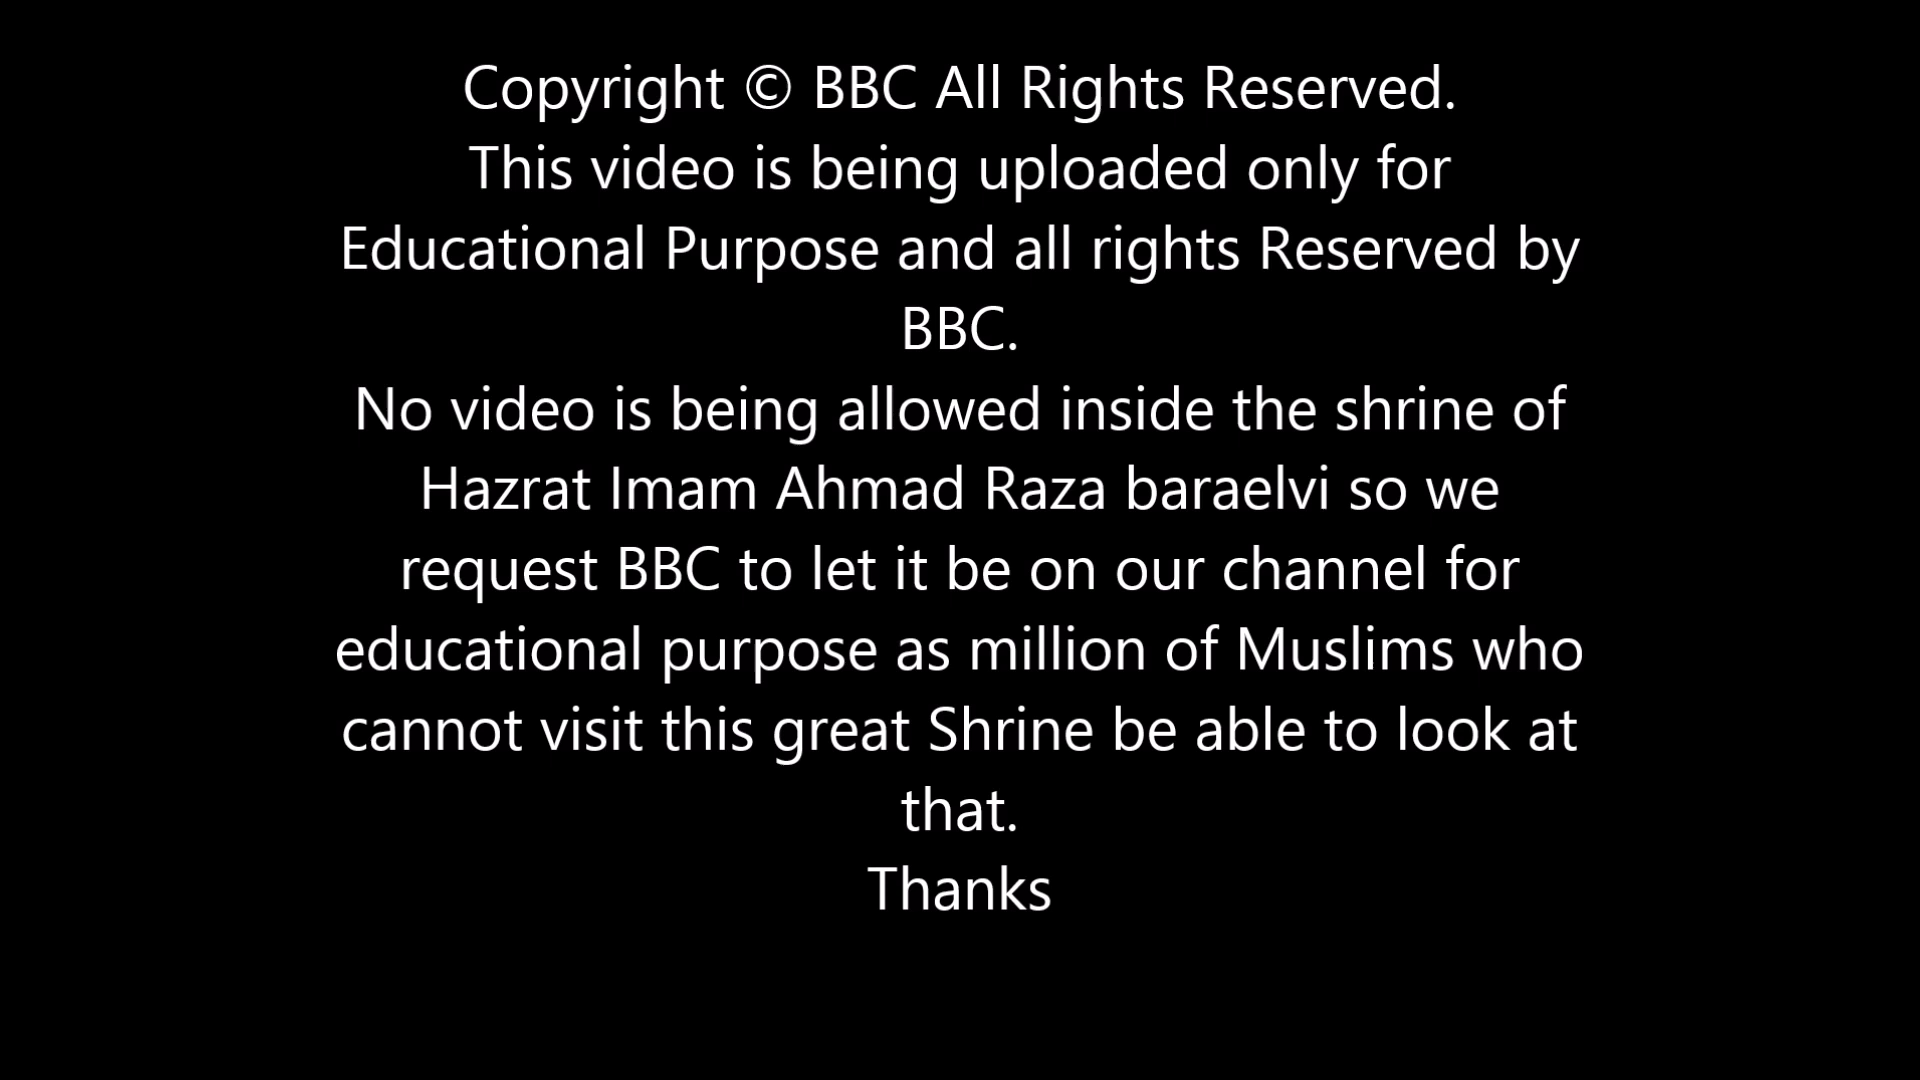 Copyright © BBC All Rights Reserved.
This video is being uploaded only for
Educational Purpose and all rights Reserved by
BBC.
No video is being allowed inside the shrine of
Hazrat Imam Ahmad Raza baraelvi so we
request BBC to let it be on our channel for
educational purpose as million of Muslims who
cannot visit this great Shrine be able to look at
that.
Thanks